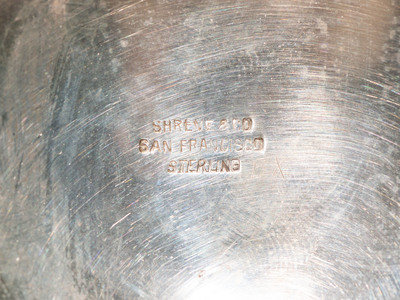 SHREVE & CO
SAN FRANCISCO
STERLING